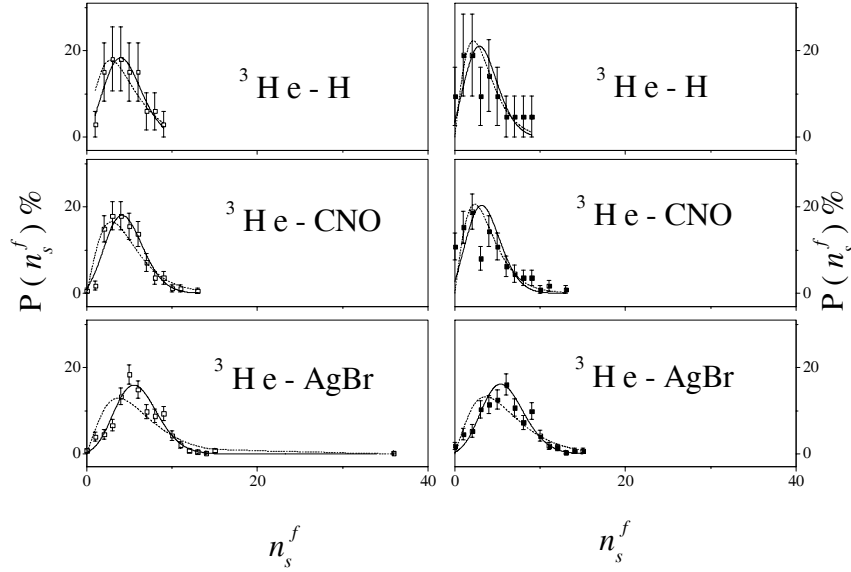 20
0
³He - H
³He - H
20
0
20
0
³He - CNO
³He - CNO
20
0
P ( n_s^f ) %
P ( n_s^f ) %
20
0
³He - AgBr
³He - AgBr
20
0
0 20 40
0 20 40
n_s^f
n_s^f